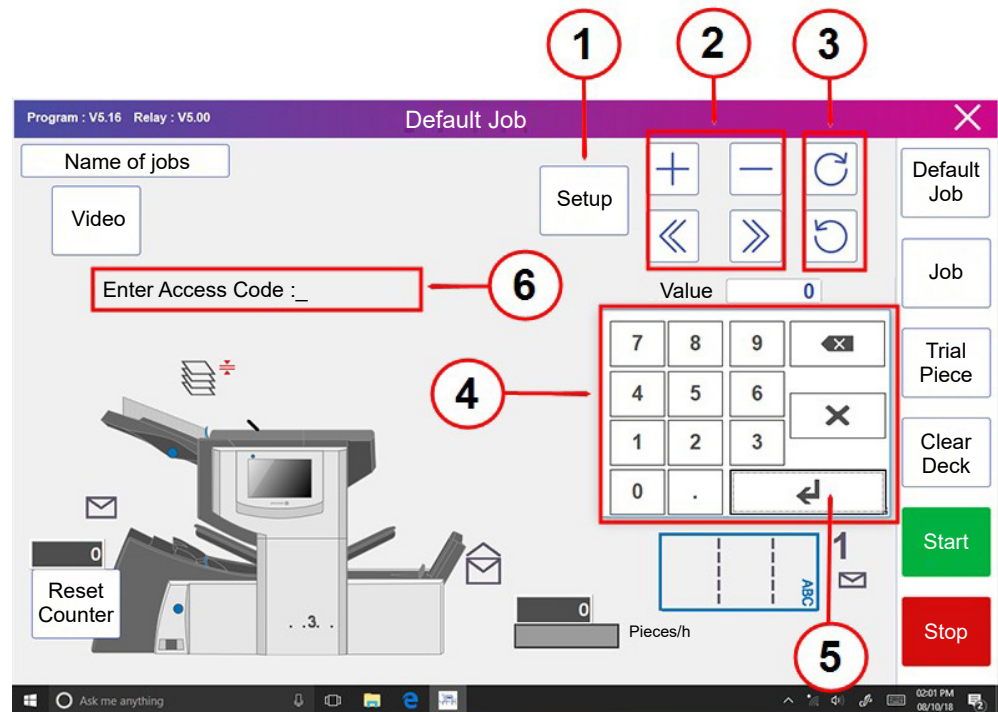 1
2
3
Program : V5.16 Relay : V5.00
Default Job
Name of jobs
Video
Setup
Default
Job
Enter Access Code :_
6
Value
0
Job
7
8
9
4
4
5
6
1
2
3
0
.
Trial
Piece
Clear
Deck
0
Reset
Counter
. .3. .
0
Pieces/h
ABC
1
5
Start
Stop
Ask me anything
02:01 PM
08/10/18
2